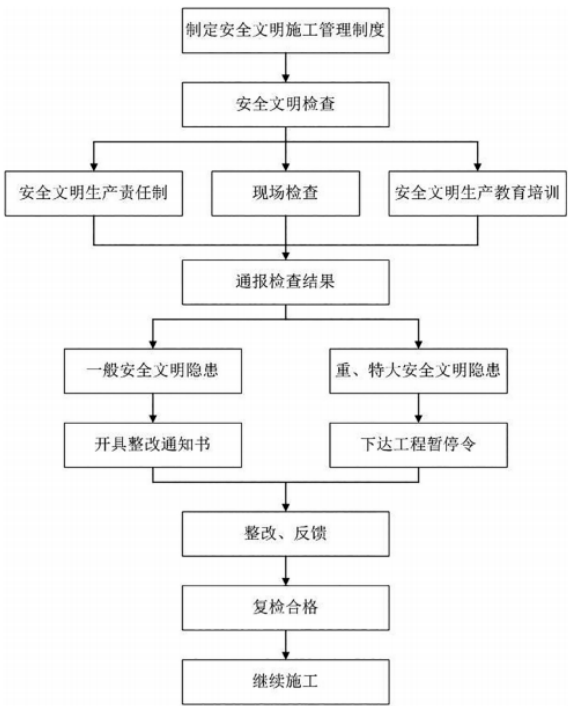 制定安全文明施工管理制度
安全文明检查
安全文明生产责任制
现场检查
安全文明生产教育培训
通报检查结果
一般安全文明隐患
重、特大安全文明隐患
开具整改通知书
下达工程暂停令
整改、反馈
复检合格
继续施工